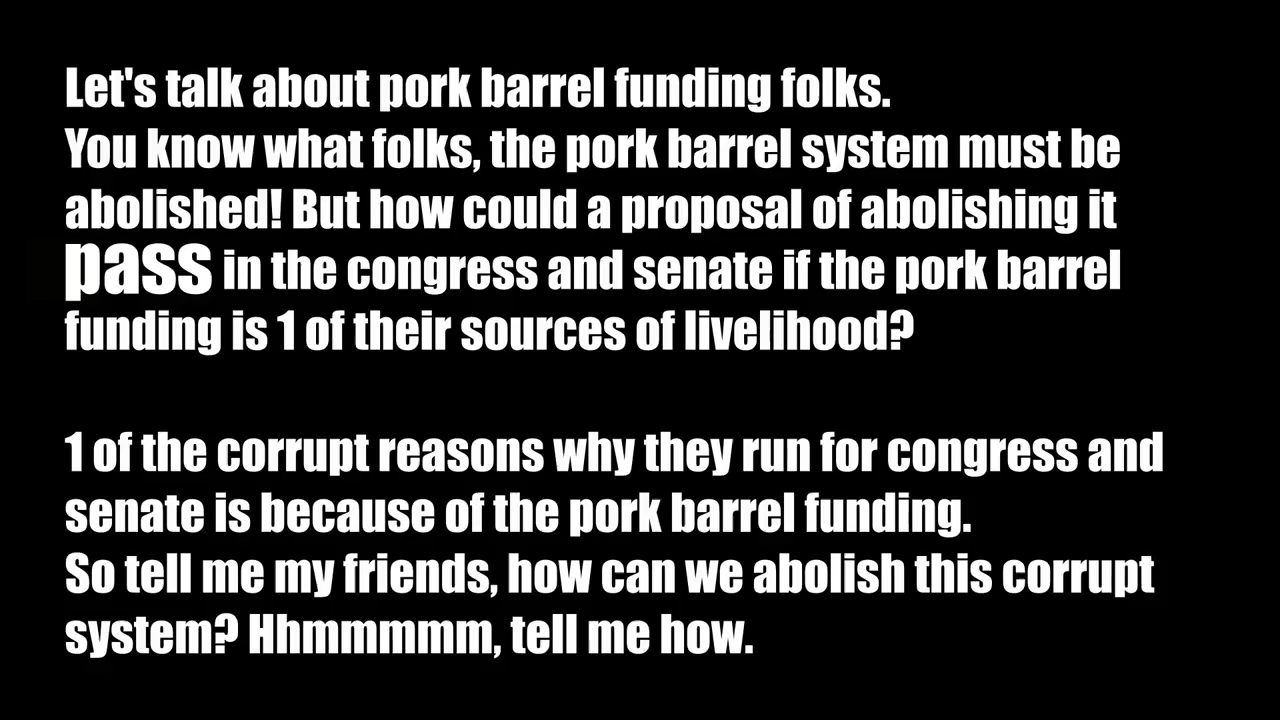 Let's talk about pork barrel funding folks.
You know what folks, the pork barrel system must be
abolished! But how could a proposal of abolishing it
pass in the congress and senate if the pork barrel
funding is 1 of their sources of livelihood?
1 of the corrupt reasons why they run for congress and
senate is because of the pork barrel funding.
So tell me my friends, how can we abolish this corrupt
system? Hhmmmmmm, tell me how.